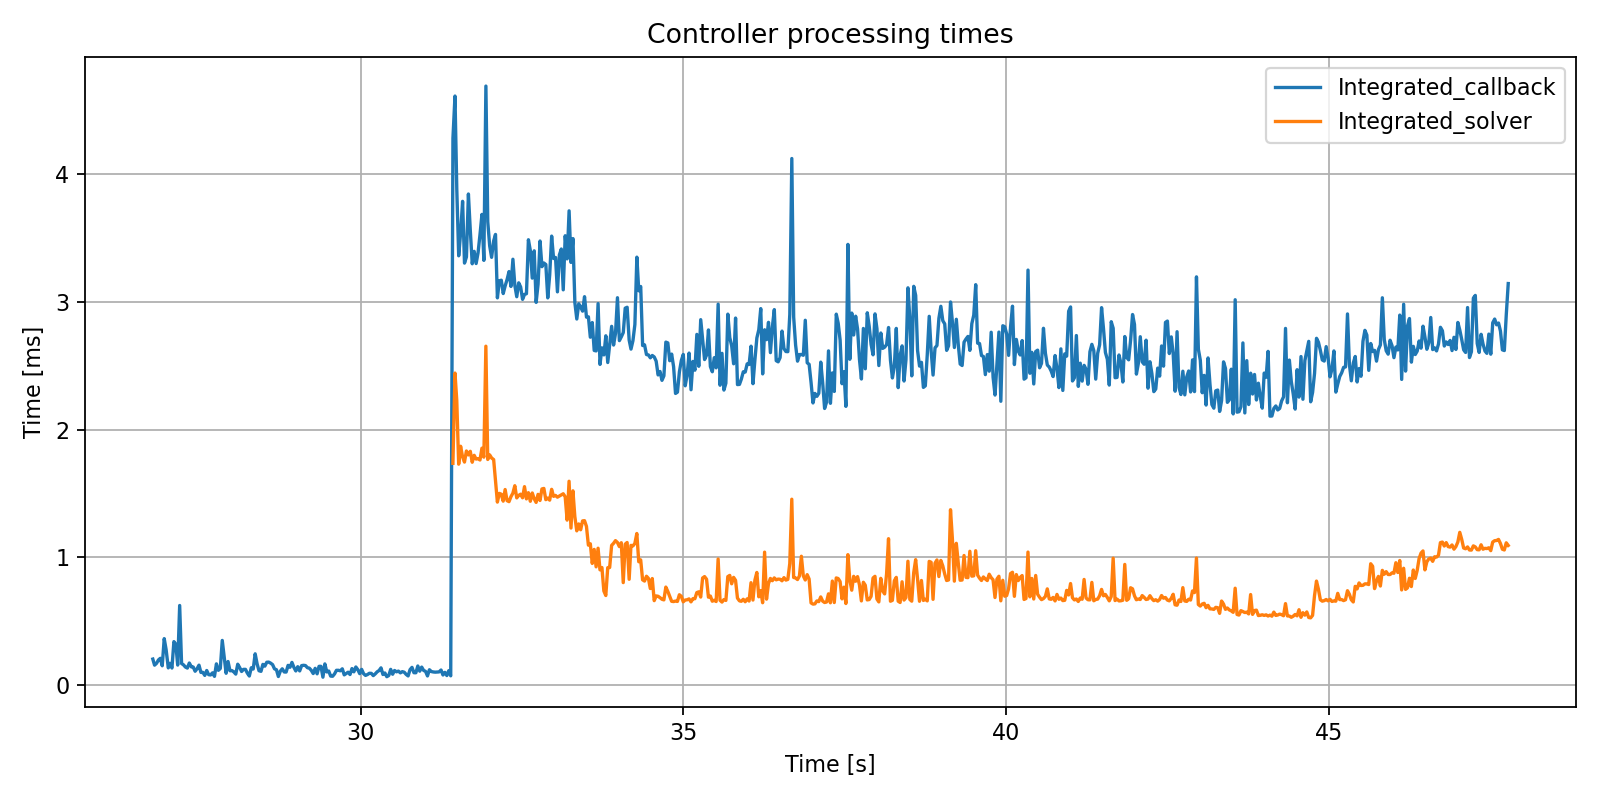 Controller processing times
Integrated_callback
Integrated_solver
Time [ms]
4
3
2
1
0
30 35 40 45
Time [s]